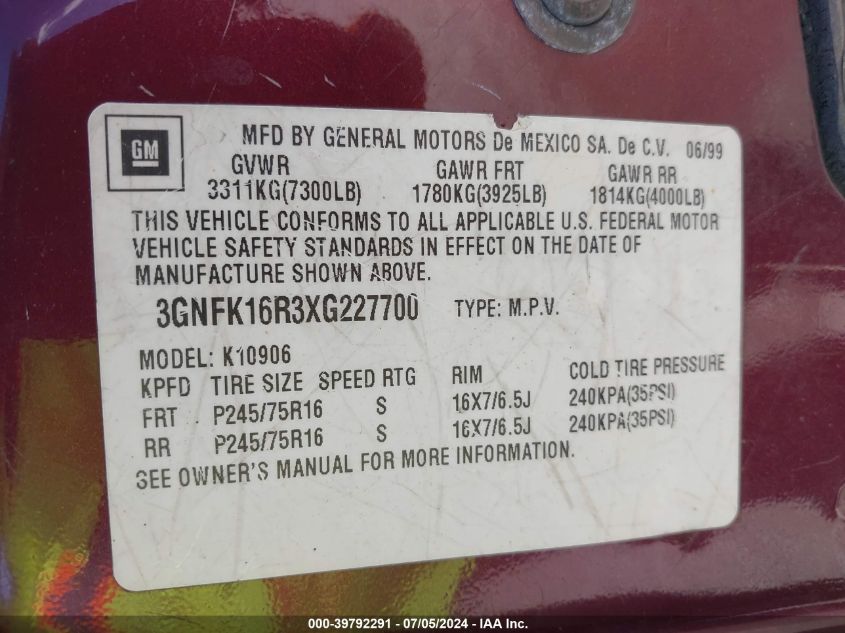 GM
MFD BY GENERAL MOTORS De MEXICO SA. De C.V. 06/99
GVWR GAWR FRT GAWR RR
3311KG(7300LB) 1780KG(3925LB) 1814KG(4000LB)
THIS VEHICLE CONFORMS TO ALL APPLICABLE U.S. FEDERAL MOTOR
VEHICLE SAFETY STANDARDS IN EFFECT ON THE DATE OF
MANUFACTURE SHOWN ABOVE.
3GNFK16R3XG227700 TYPE: M.P.V.
MODEL: K10906
KPFD TIRE SIZE SPEED RTG RIM COLD TIRE PRESSURE
FRT P245/75R16 S 16X7/6.5J 240KPA(35PSI)
RR P245/75R16 S 16X7/6.5J 240KPA(35PSI)
SEE OWNER'S MANUAL FOR MORE INFORMATION.
000-39792291 - 07/05/2024 - IAA Inc.